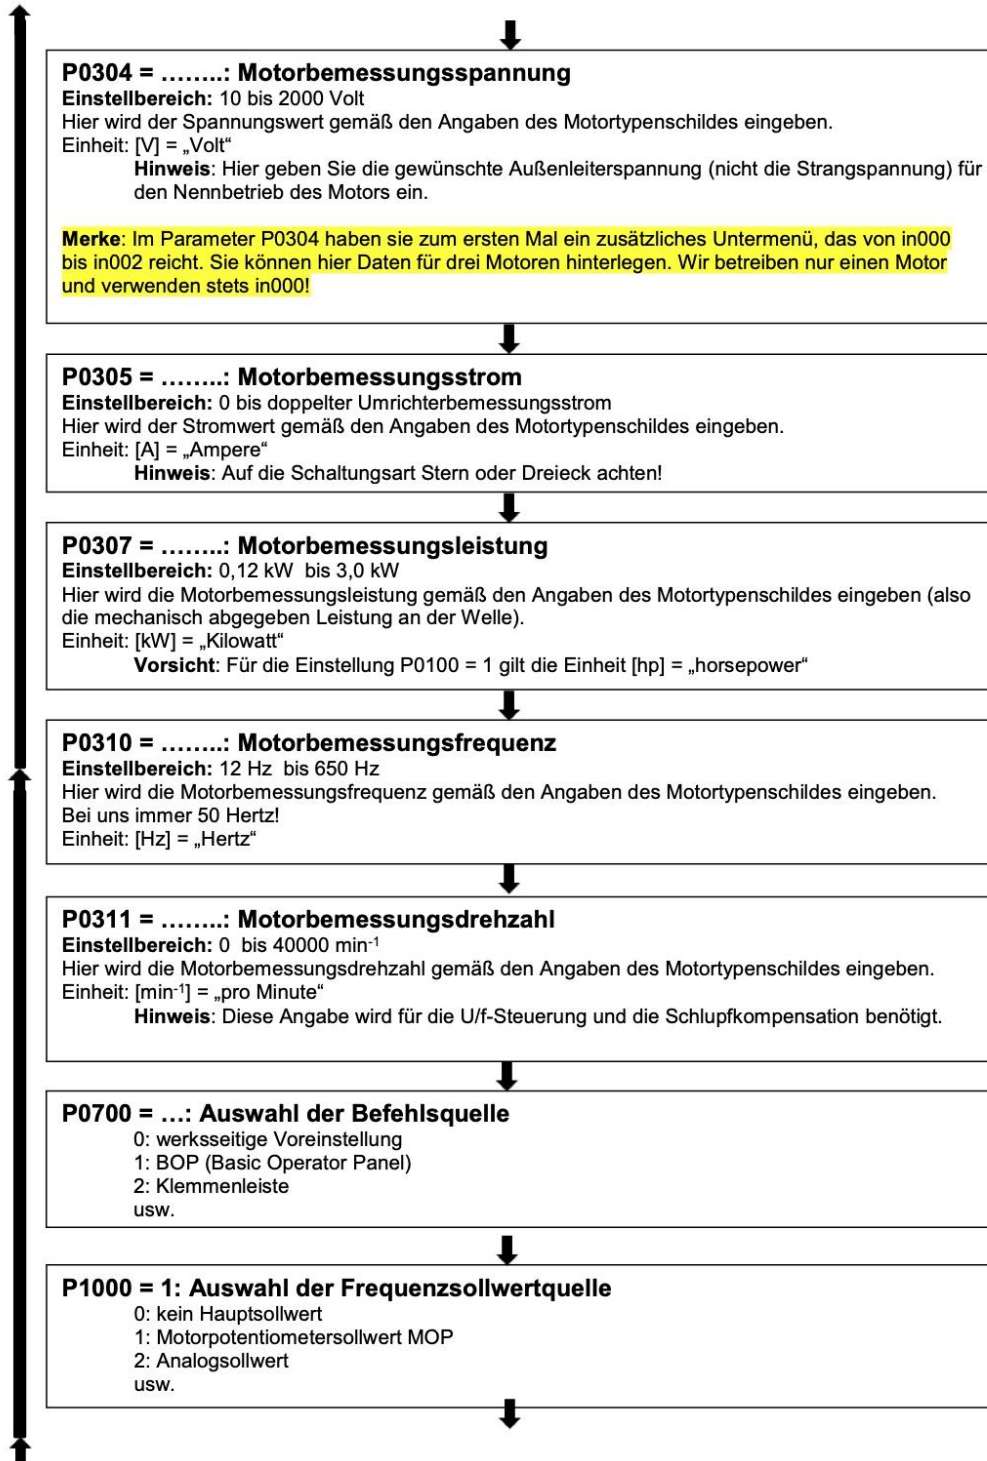 P0304 = ……..: Motorbemessungsspannung
Einstellbereich: 10 bis 2000 Volt
Hier wird der Spannungswert gemäß den Angaben des Motortypenschildes eingeben.
Einheit: [V] = „Volt“
Hinweis: Hier geben Sie die gewünschte Außenleiterspannung (nicht die Strangspannung) für
den Nennbetrieb des Motors ein.
Merke: Im Parameter P0304 haben sie zum ersten Mal ein zusätzliches Untermenü, das von in000
bis in002 reicht. Sie können hier Daten für drei Motoren hinterlegen. Wir betreiben nur einen Motor
und verwenden stets in000!
P0305 = ……..: Motorbemessungsstrom
Einstellbereich: 0 bis doppelter Umrichterbemessungsstrom
Hier wird der Stromwert gemäß den Angaben des Motortypenschildes eingeben.
Einheit: [A] = „Ampere“
Hinweis: Auf die Schaltungsart Stern oder Dreieck achten!
P0307 = ……..: Motorbemessungsleistung
Einstellbereich: 0,12 kW  bis 3,0 kW
Hier wird die Motorbemessungsleistung gemäß den Angaben des Motortypenschildes eingeben (also
die mechanisch abgegeben Leistung an der Welle).
Einheit: [kW] = „Kilowatt“
Vorsicht: Für die Einstellung P0100 = 1 gilt die Einheit [hp] = „horsepower“
P0310 = ……..: Motorbemessungsfrequenz
Einstellbereich: 12 Hz  bis 650 Hz
Hier wird die Motorbemessungsfrequenz gemäß den Angaben des Motortypenschildes eingeben.
Bei uns immer 50 Hertz!
Einheit: [Hz] = „Hertz“
P0311 = ……..: Motorbemessungsdrehzahl
Einstellbereich: 0  bis 40000 min⁻¹
Hier wird die Motorbemessungsdrehzahl gemäß den Angaben des Motortypenschildes eingeben.
Einheit: [min⁻¹] = „pro Minute“
Hinweis: Diese Angabe wird für die U/f-Steuerung und die Schlupfkompensation benötigt.
P0700 = …: Auswahl der Befehlsquelle
0: werksseitige Voreinstellung
1: BOP (Basic Operator Panel)
2: Klemmenleiste
usw.
P1000 = 1: Auswahl der Frequenzsollwertquelle
0: kein Hauptsollwert
1: Motorpotentiometersollwert MOP
2: Analogsollwert
usw.